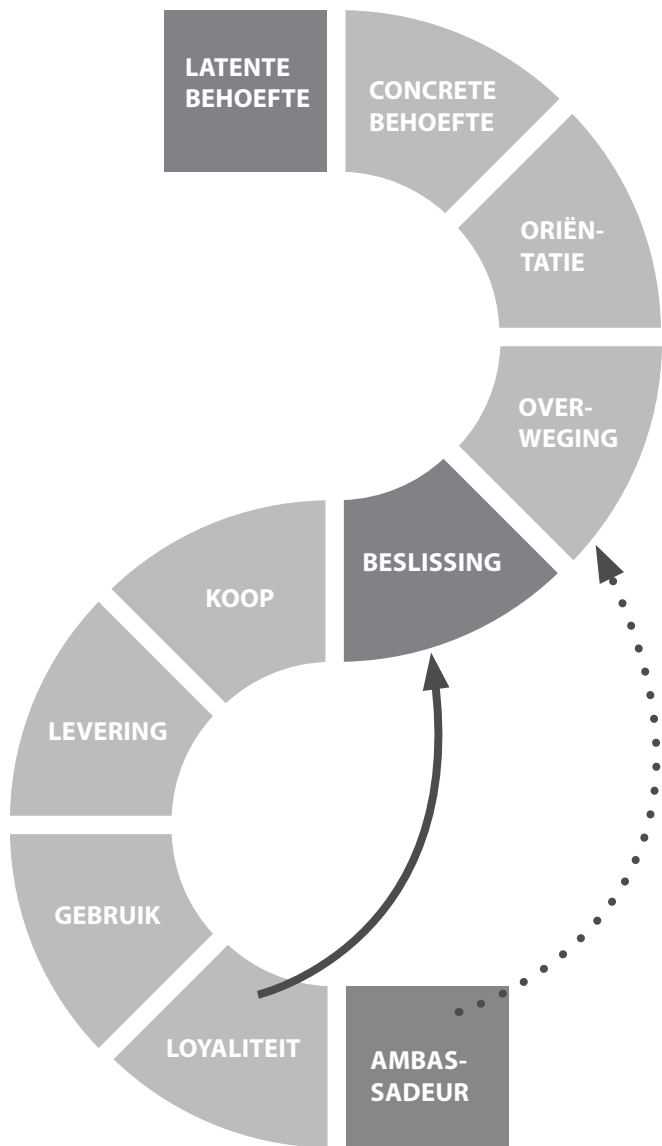 LATENTE
BEHOEFTE
CONCRETE
BEHOEFTE
ORIËN-
TATIE
OVER-
WEGING
BESLISSING
KOOP
LEVERING
GEBRUIK
LOYALITEIT
AMBAS-
SADEUR